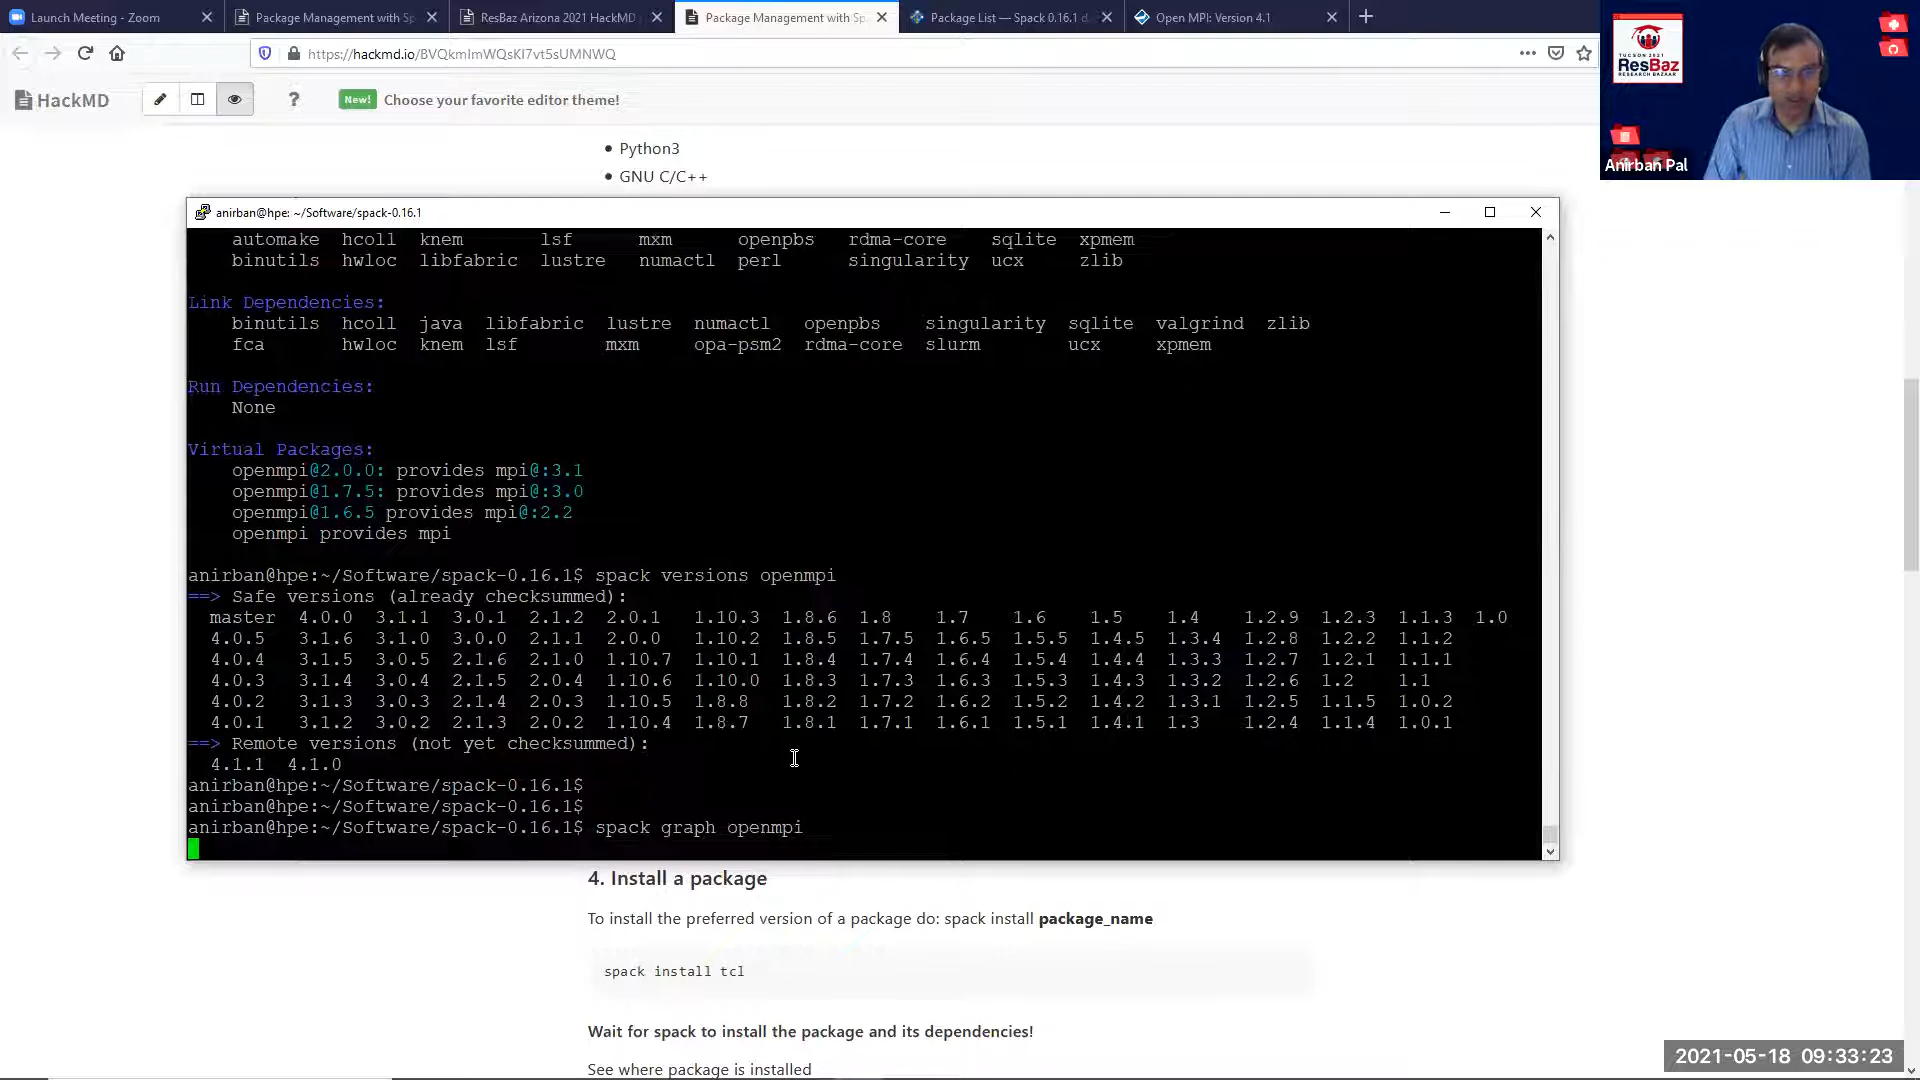 Launch Meeting - Zoom
Package Management with Sp
ResBaz Arizona 2021 HackMD
Package Management with Sp
Package List — Spack 0.16.1 d
Open MPI: Version 4.1
https://hackmd.io/BVQkmImWQsKI7vt5sUMNWQ
HackMD
?
New!
Choose your favorite editor theme!
TUCSON 2021
ResBaz
RESEARCH BAZAAR
Anirban Pal
• Python3
• GNU C/C++
anirban@hpe: ~/Software/spack-0.16.1
automake hcoll knem lsf mxm openpbs rdma-core sqlite xpmem
binutils hwloc libfabric lustre numactl perl singularity ucx zlib
Link Dependencies:
binutils hcoll java libfabric lustre numactl openpbs singularity sqlite valgrind zlib
fca hwloc knem lsf mxm opa-psm2 rdma-core slurm ucx xpmem
Run Dependencies:
None
Virtual Packages:
openmpi@2.0.0: provides mpi@:3.1
openmpi@1.7.5: provides mpi@:3.0
openmpi@1.6.5 provides mpi@:2.2
openmpi provides mpi
anirban@hpe:~/Software/spack-0.16.1$ spack versions openmpi
==> Safe versions (already checksummed):
master 4.0.0 3.1.1 3.0.1 2.1.2 2.0.1 1.10.3 1.8.6 1.8 1.7 1.6 1.5 1.4 1.2.9 1.2.3 1.1.3 1.0
4.0.5 3.1.6 3.1.0 3.0.0 2.1.1 2.0.0 1.10.2 1.8.5 1.7.5 1.6.5 1.5.5 1.4.5 1.3.4 1.2.8 1.2.2 1.1.2
4.0.4 3.1.5 3.0.5 2.1.6 2.1.0 1.10.7 1.10.1 1.8.4 1.7.4 1.6.4 1.5.4 1.4.4 1.3.3 1.2.7 1.2.1 1.1.1
4.0.3 3.1.4 3.0.4 2.1.5 2.0.4 1.10.6 1.10.0 1.8.3 1.7.3 1.6.3 1.5.3 1.4.3 1.3.2 1.2.6 1.2 1.1
4.0.2 3.1.3 3.0.3 2.1.4 2.0.3 1.10.5 1.8.8 1.8.2 1.7.2 1.6.2 1.5.2 1.4.2 1.3.1 1.2.5 1.1.5 1.0.2
4.0.1 3.1.2 3.0.2 2.1.3 2.0.2 1.10.4 1.8.7 1.8.1 1.7.1 1.6.1 1.5.1 1.4.1 1.3 1.2.4 1.1.4 1.0.1
==> Remote versions (not yet checksummed):
4.1.1 4.1.0
anirban@hpe:~/Software/spack-0.16.1$
anirban@hpe:~/Software/spack-0.16.1$
anirban@hpe:~/Software/spack-0.16.1$ spack graph openmpi
4. Install a package
To install the preferred version of a package do: spack install package_name
spack install tcl
Wait for spack to install the package and its dependencies!
See where package is installed
2021-05-18 09:33:23